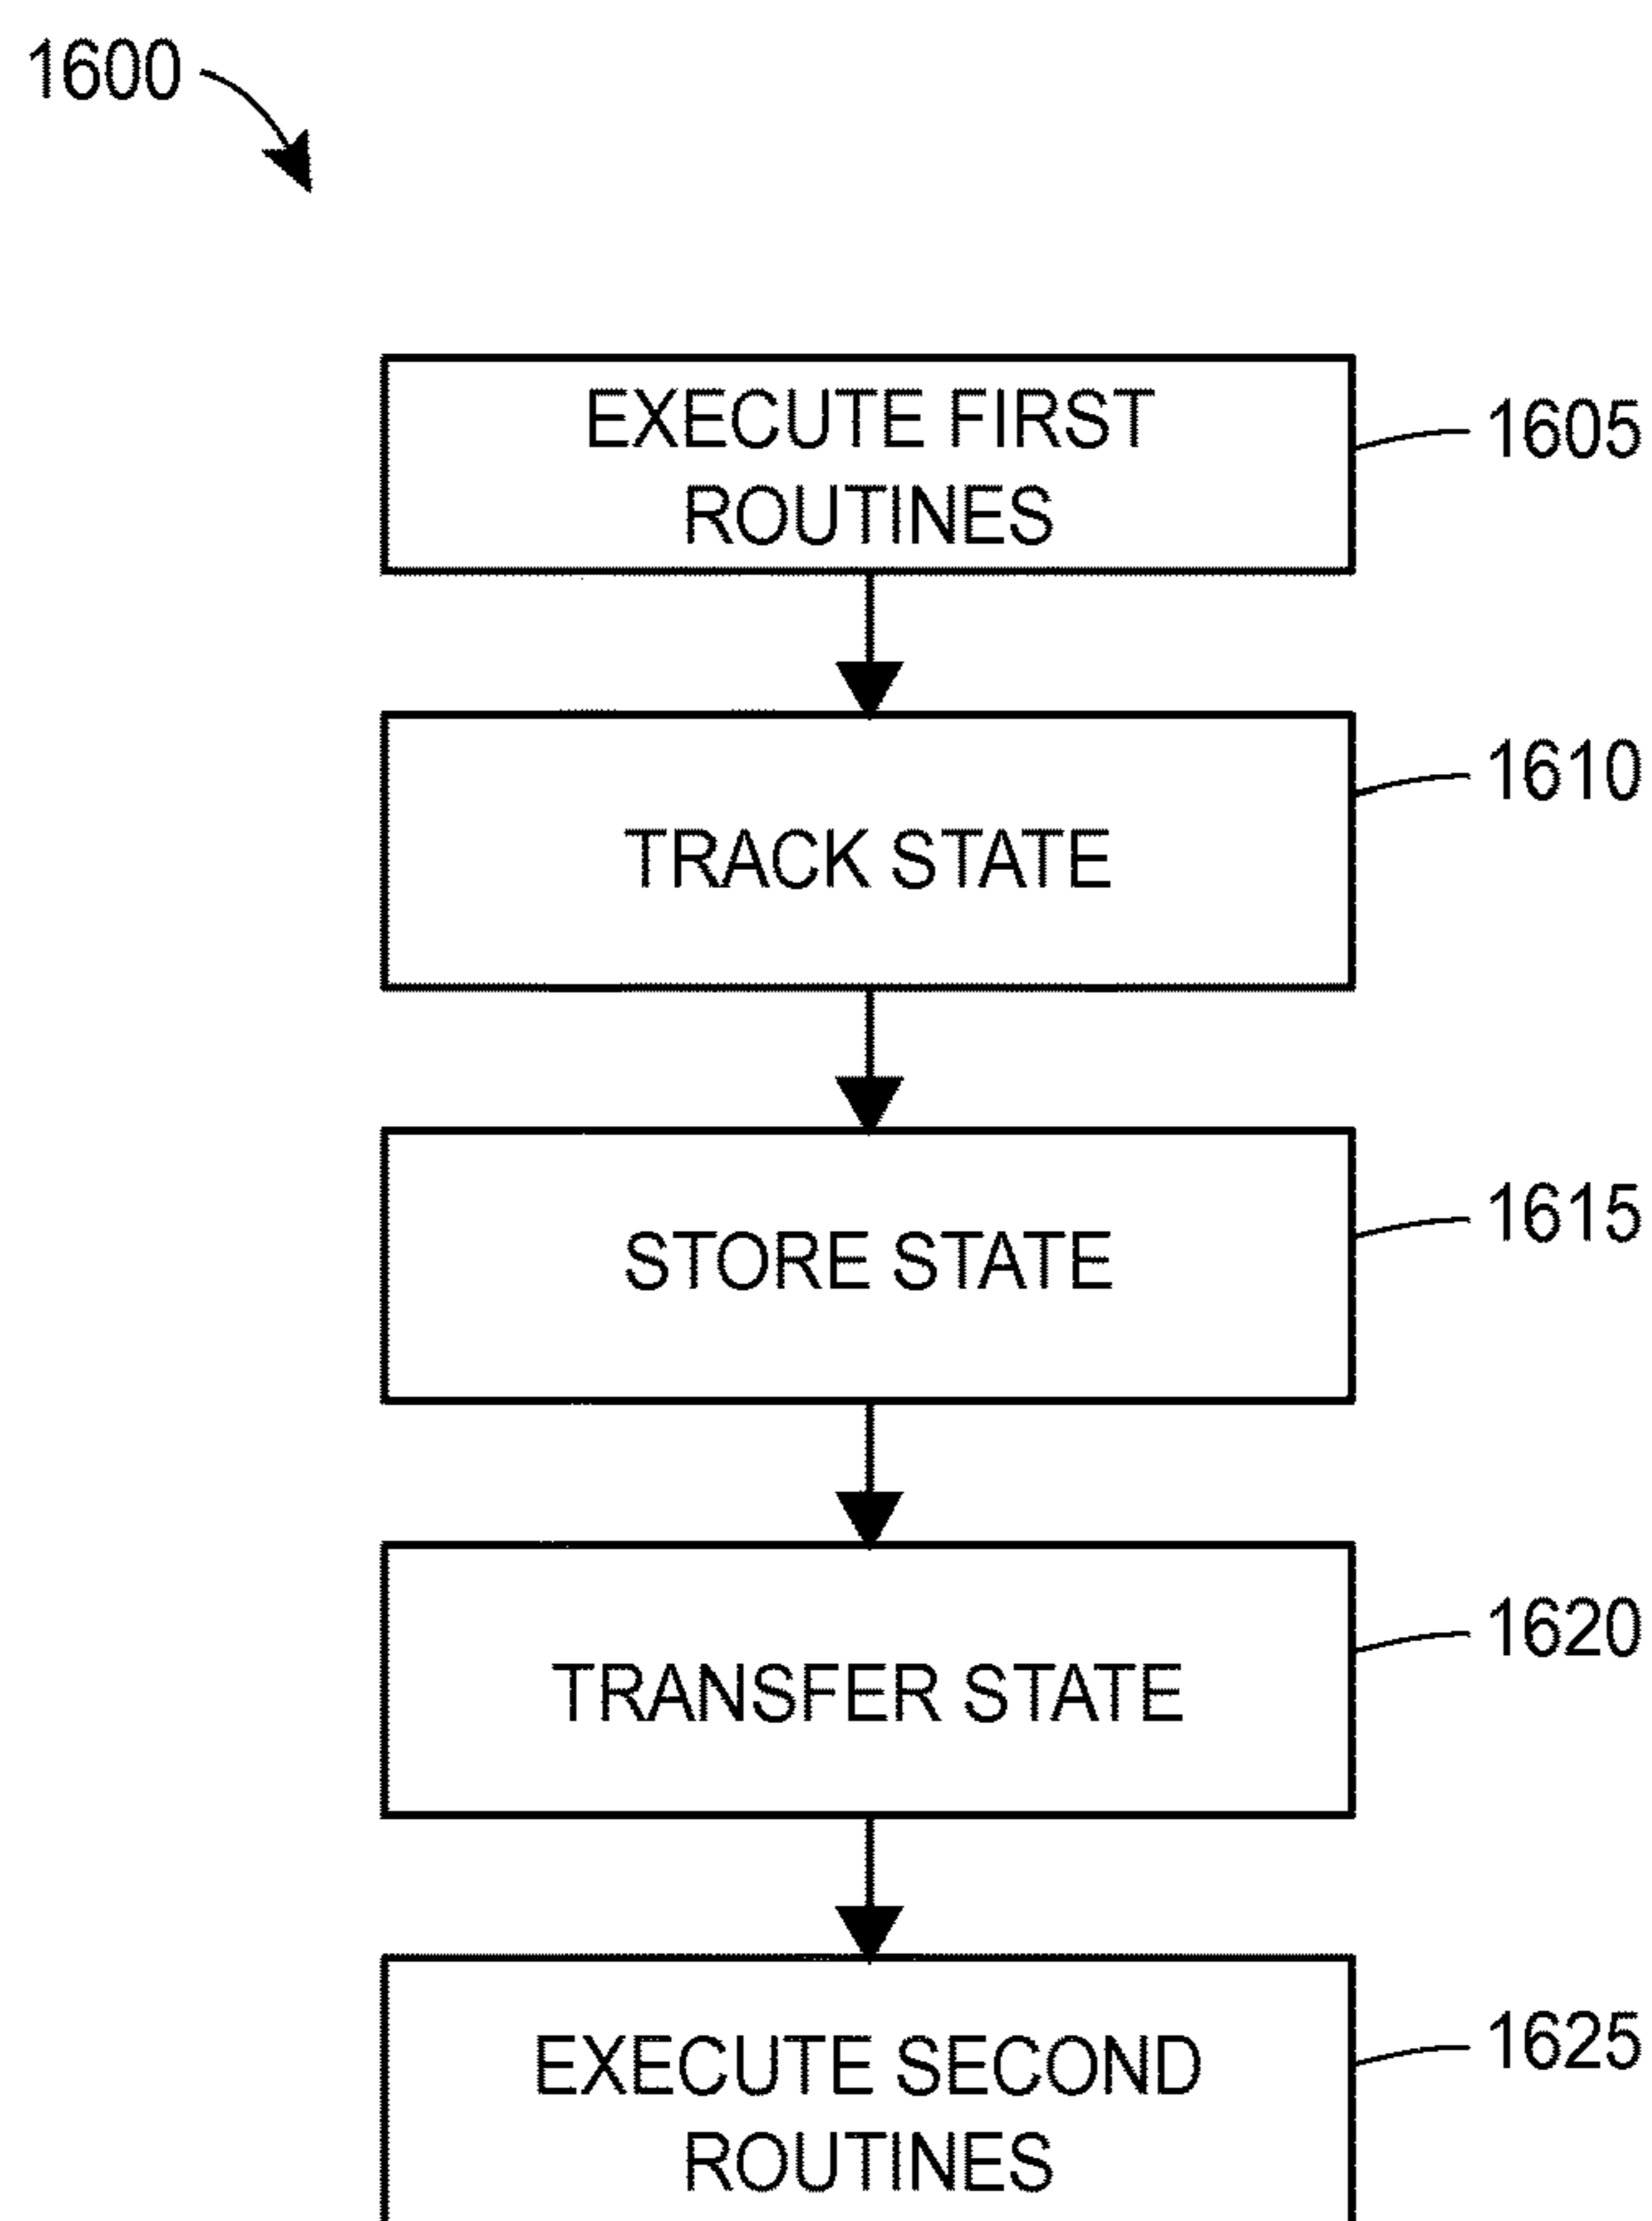 1600
EXECUTE FIRST
ROUTINES
1605
TRACK STATE
1610
STORE STATE
1615
TRANSFER STATE
1620
EXECUTE SECOND
ROUTINES
1625